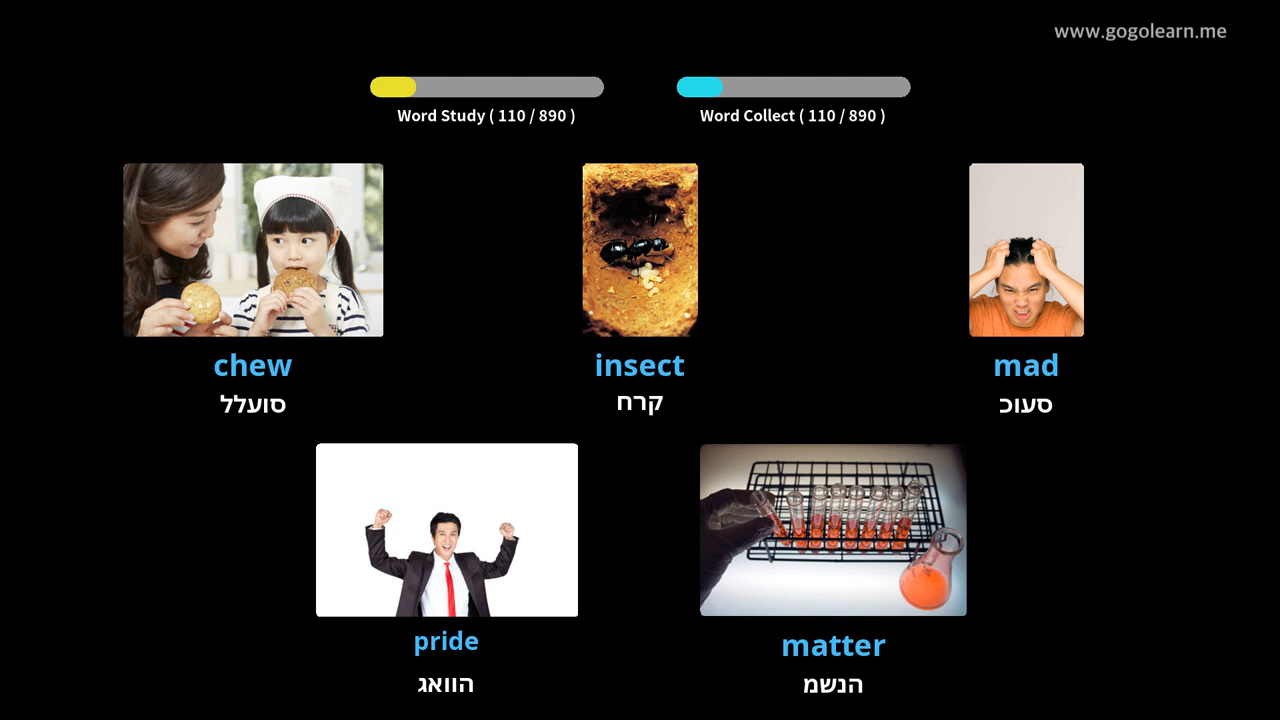 www.gogolearn.me
Word Study ( 110 / 890 )
Word Collect ( 110 / 890 )
chew
סועלל
insect
קרח
mad
סעוכ
pride
הוואג
matter
הנשמ